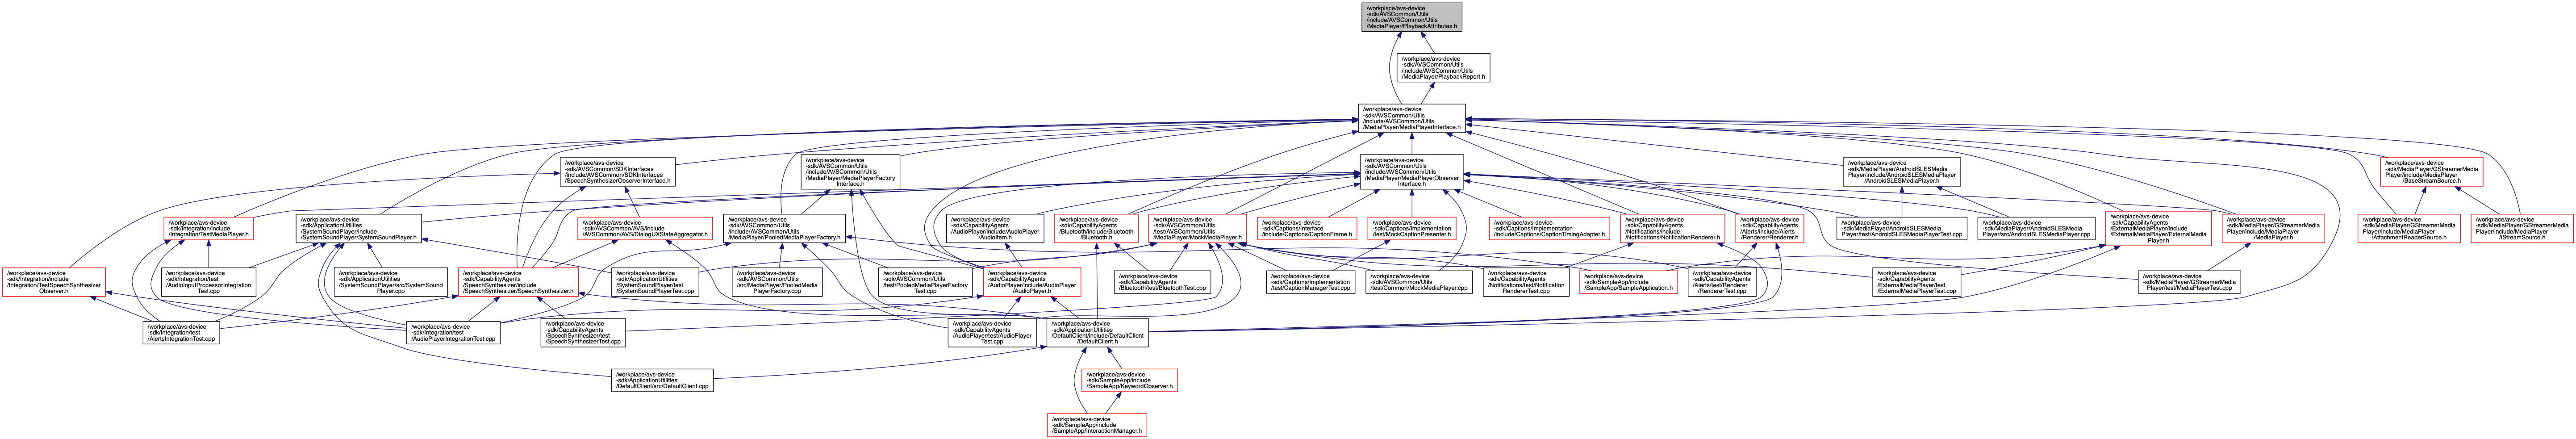 /workplace/avs-device
-sdk/AVSCommon/Utils
/include/AVSCommon/Utils
/MediaPlayer/PlaybackAttributes.h
/workplace/avs-device
-sdk/AVSCommon/Utils
/include/AVSCommon/Utils
/MediaPlayer/PlaybackReport.h
/workplace/avs-device
-sdk/AVSCommon/Utils
/include/AVSCommon/Utils
/MediaPlayer/MediaPlayerInterface.h
/workplace/avs-device
-sdk/AVSCommon/SDKInterfaces
/include/AVSCommon/SDKInterfaces
/SpeechSynthesizerObserverInterface.h
/workplace/avs-device
-sdk/AVSCommon/Utils
/include/AVSCommon/Utils
/MediaPlayer/MediaPlayerFactory
Interface.h
/workplace/avs-device
-sdk/AVSCommon/Utils
/include/AVSCommon/Utils
/MediaPlayer/MediaPlayerObserver
Interface.h
/workplace/avs-device
-sdk/MediaPlayer/AndroidSLESMedia
Player/include/AndroidSLESMediaPlayer
/AndroidSLESMediaPlayer.h
/workplace/avs-device
-sdk/MediaPlayer/GStreamerMedia
Player/include/MediaPlayer
/BaseStreamSource.h
/workplace/avs-device
-sdk/Integration/include
/Integration/TestMediaPlayer.h
/workplace/avs-device
-sdk/ApplicationUtilities
/SystemSoundPlayer/include
/SystemSoundPlayer/SystemSoundPlayer.h
/workplace/avs-device
-sdk/AVSCommon/AVS/include
/AVSCommon/AVS/DialogUXStateAggregator.h
/workplace/avs-device
-sdk/AVSCommon/Utils
/include/AVSCommon/Utils
/MediaPlayer/PooledMediaPlayerFactory.h
/workplace/avs-device
-sdk/CapabilityAgents
/AudioPlayer/include/AudioPlayer
/AudioItem.h
/workplace/avs-device
-sdk/CapabilityAgents
/Bluetooth/include/Bluetooth
/Bluetooth.h
/workplace/avs-device
-sdk/AVSCommon/Utils
/test/AVSCommon/Utils
/MediaPlayer/MockMediaPlayer.h
/workplace/avs-device
-sdk/Captions/Interface
/include/Captions/CaptionFrame.h
/workplace/avs-device
-sdk/Captions/Implementation
/test/MockCaptionPresenter.h
/workplace/avs-device
-sdk/Captions/Implementation
/include/Captions/CaptionTimingAdapter.h
/workplace/avs-device
-sdk/CapabilityAgents
/Notifications/include
/Notifications/NotificationRenderer.h
/workplace/avs-device
-sdk/CapabilityAgents
/Alerts/include/Alerts
/Renderer/Renderer.h
/workplace/avs-device
-sdk/MediaPlayer/AndroidSLESMedia
Player/test/AndroidSLESMediaPlayerTest.cpp
/workplace/avs-device
-sdk/MediaPlayer/AndroidSLESMedia
Player/src/AndroidSLESMediaPlayer.cpp
/workplace/avs-device
-sdk/CapabilityAgents
/ExternalMediaPlayer/include
/ExternalMediaPlayer/ExternalMedia
Player.h
/workplace/avs-device
-sdk/MediaPlayer/GStreamerMedia
Player/include/MediaPlayer
/MediaPlayer.h
/workplace/avs-device
-sdk/MediaPlayer/GStreamerMedia
Player/include/MediaPlayer
/AttachmentReaderSource.h
/workplace/avs-device
-sdk/MediaPlayer/GStreamerMedia
Player/include/MediaPlayer
/IStreamSource.h
/workplace/avs-device
-sdk/Integration/include
/Integration/TestSpeechSynthesizer
Observer.h
/workplace/avs-device
-sdk/Integration/test
/AudioInputProcessorIntegration
Test.cpp
/workplace/avs-device
-sdk/ApplicationUtilities
/SystemSoundPlayer/src/SystemSound
Player.cpp
/workplace/avs-device
-sdk/CapabilityAgents
/SpeechSynthesizer/include
/SpeechSynthesizer/SpeechSynthesizer.h
/workplace/avs-device
-sdk/ApplicationUtilities
/SystemSoundPlayer/test
/SystemSoundPlayerTest.cpp
/workplace/avs-device
-sdk/AVSCommon/Utils
/src/MediaPlayer/PooledMedia
PlayerFactory.cpp
/workplace/avs-device
-sdk/AVSCommon/Utils
/test/PooledMediaPlayerFactory
Test.cpp
/workplace/avs-device
-sdk/CapabilityAgents
/AudioPlayer/include/AudioPlayer
/AudioPlayer.h
/workplace/avs-device
-sdk/CapabilityAgents
/Bluetooth/test/BluetoothTest.cpp
/workplace/avs-device
-sdk/Captions/Implementation
/test/CaptionManagerTest.cpp
/workplace/avs-device
-sdk/AVSCommon/Utils
/test/Common/MockMediaPlayer.cpp
/workplace/avs-device
-sdk/CapabilityAgents
/Notifications/test/Notification
RendererTest.cpp
/workplace/avs-device
-sdk/SampleApp/include
/SampleApp/SampleApplication.h
/workplace/avs-device
-sdk/CapabilityAgents
/Alerts/test/Renderer
/RendererTest.cpp
/workplace/avs-device
-sdk/CapabilityAgents
/ExternalMediaPlayer/test
/ExternalMediaPlayerTest.cpp
/workplace/avs-device
-sdk/MediaPlayer/GStreamerMedia
Player/test/MediaPlayerTest.cpp
/workplace/avs-device
-sdk/Integration/test
/AlertsIntegrationTest.cpp
/workplace/avs-device
-sdk/Integration/test
/AudioPlayerIntegrationTest.cpp
/workplace/avs-device
-sdk/CapabilityAgents
/SpeechSynthesizer/test
/SpeechSynthesizerTest.cpp
/workplace/avs-device
-sdk/CapabilityAgents
/AudioPlayer/test/AudioPlayer
Test.cpp
/workplace/avs-device
-sdk/ApplicationUtilities
/DefaultClient/include/DefaultClient
/DefaultClient.h
/workplace/avs-device
-sdk/ApplicationUtilities
/DefaultClient/src/DefaultClient.cpp
/workplace/avs-device
-sdk/SampleApp/include
/SampleApp/KeywordObserver.h
/workplace/avs-device
-sdk/SampleApp/include
/SampleApp/InteractionManager.h